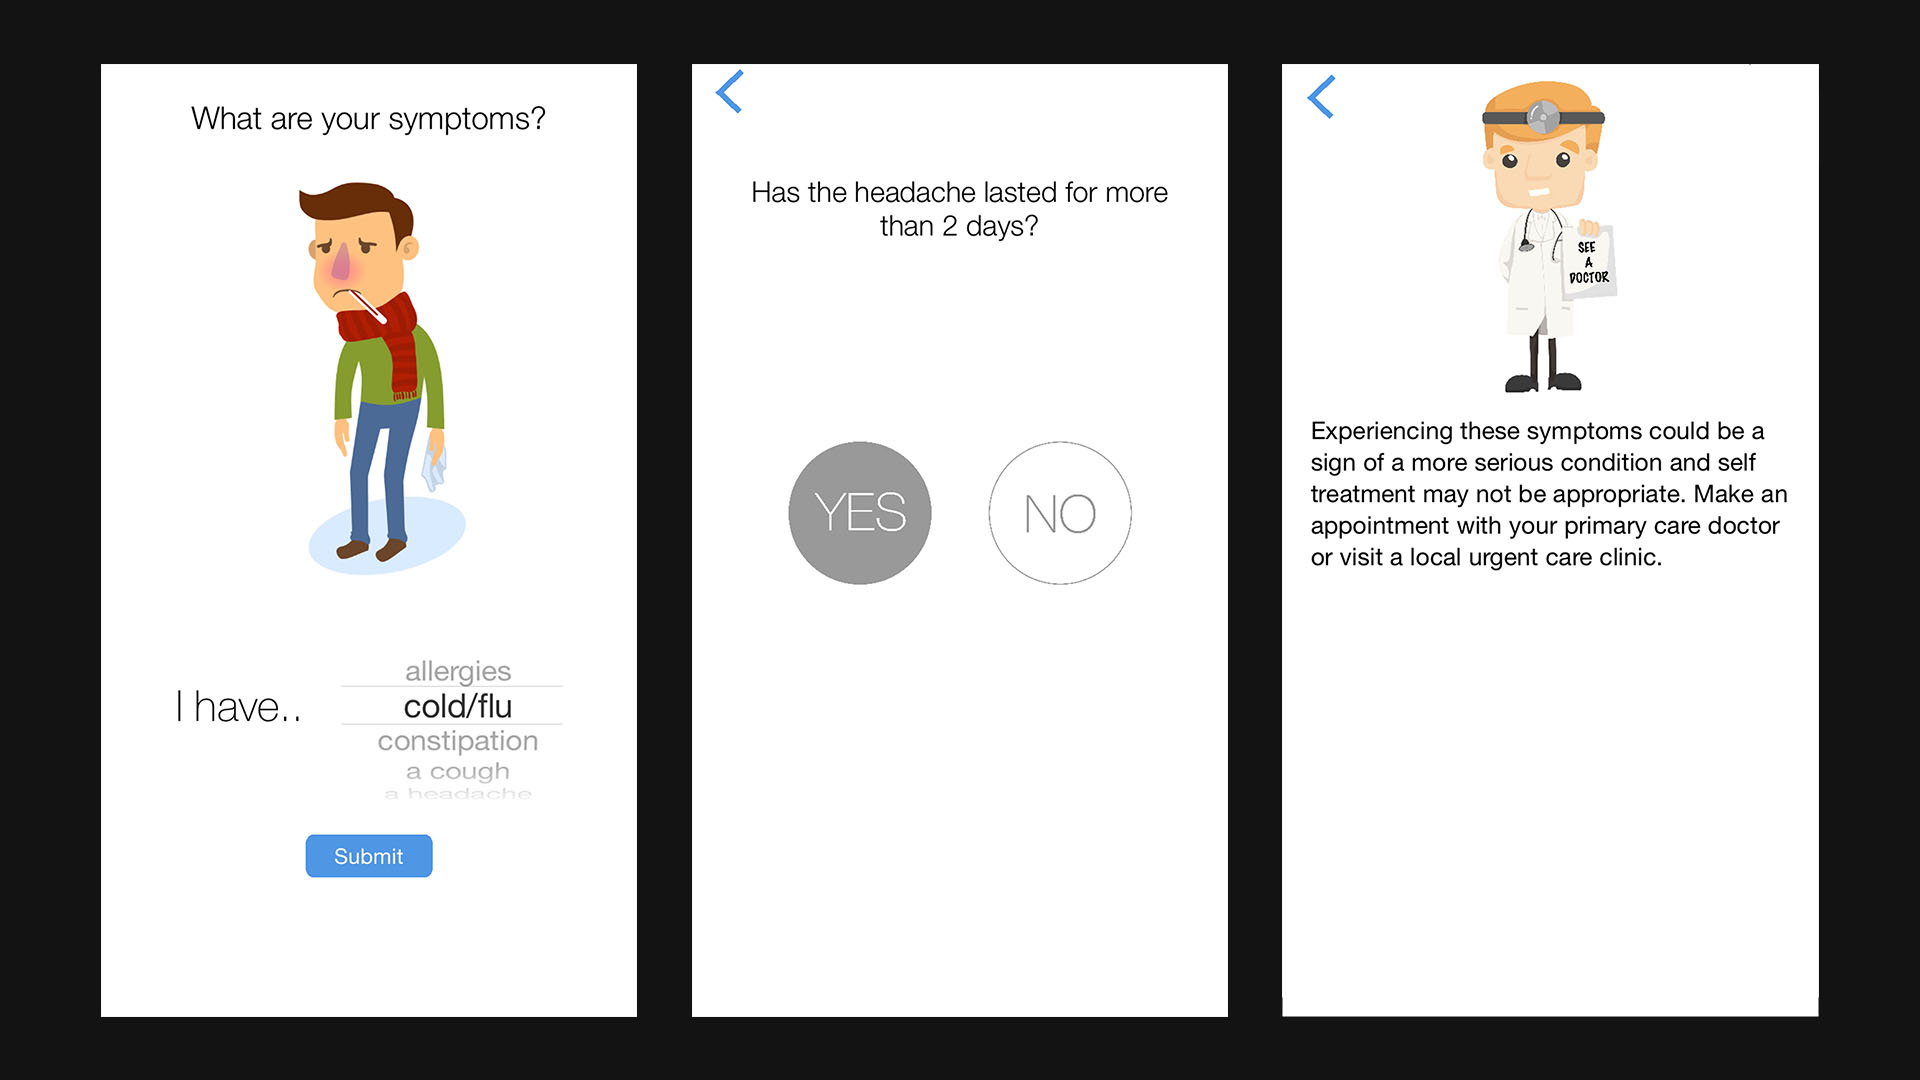 What are your symptoms?
I have..
allergies
cold/flu
constipation
a cough
a headache
Submit
Has the headache lasted for more
than 2 days?
YES
NO
SEE
A
DOCTOR
Experiencing these symptoms could be a
sign of a more serious condition and self
treatment may not be appropriate. Make an
appointment with your primary care doctor
or visit a local urgent care clinic.